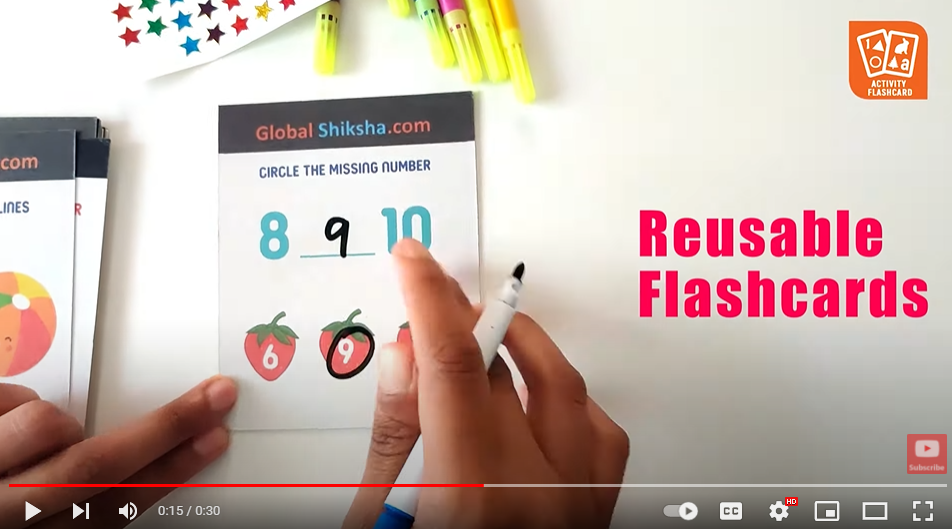 1
a
ACTIVITY
FLASHCARD
Global Shiksha.com
.com
CIRCLE THE MISSING NUMBER
LINES
R
8 9 10
Reusable
Flashcards
6 9
Subscribe
0:15 / 0:30
CC
HD